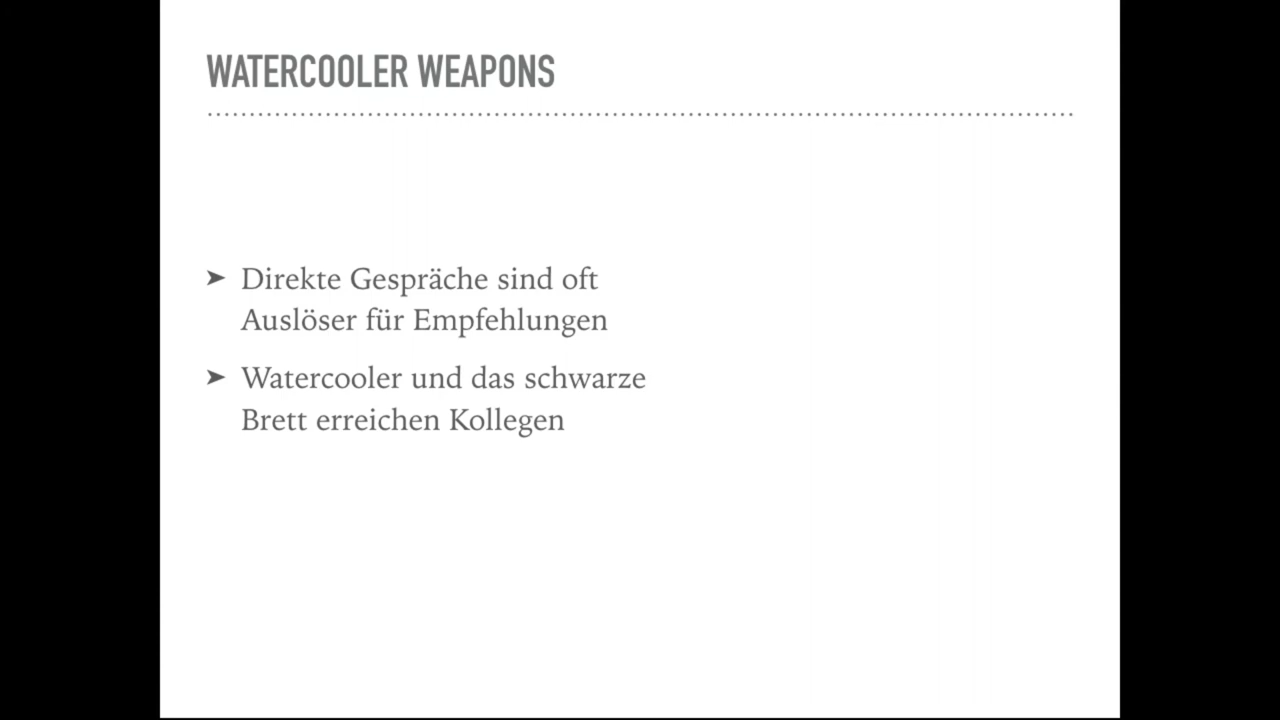 WATERCOOLER WEAPONS
➤ Direkte Gespräche sind oft
Auslöser für Empfehlungen
➤ Watercooler und das schwarze
Brett erreichen Kollegen